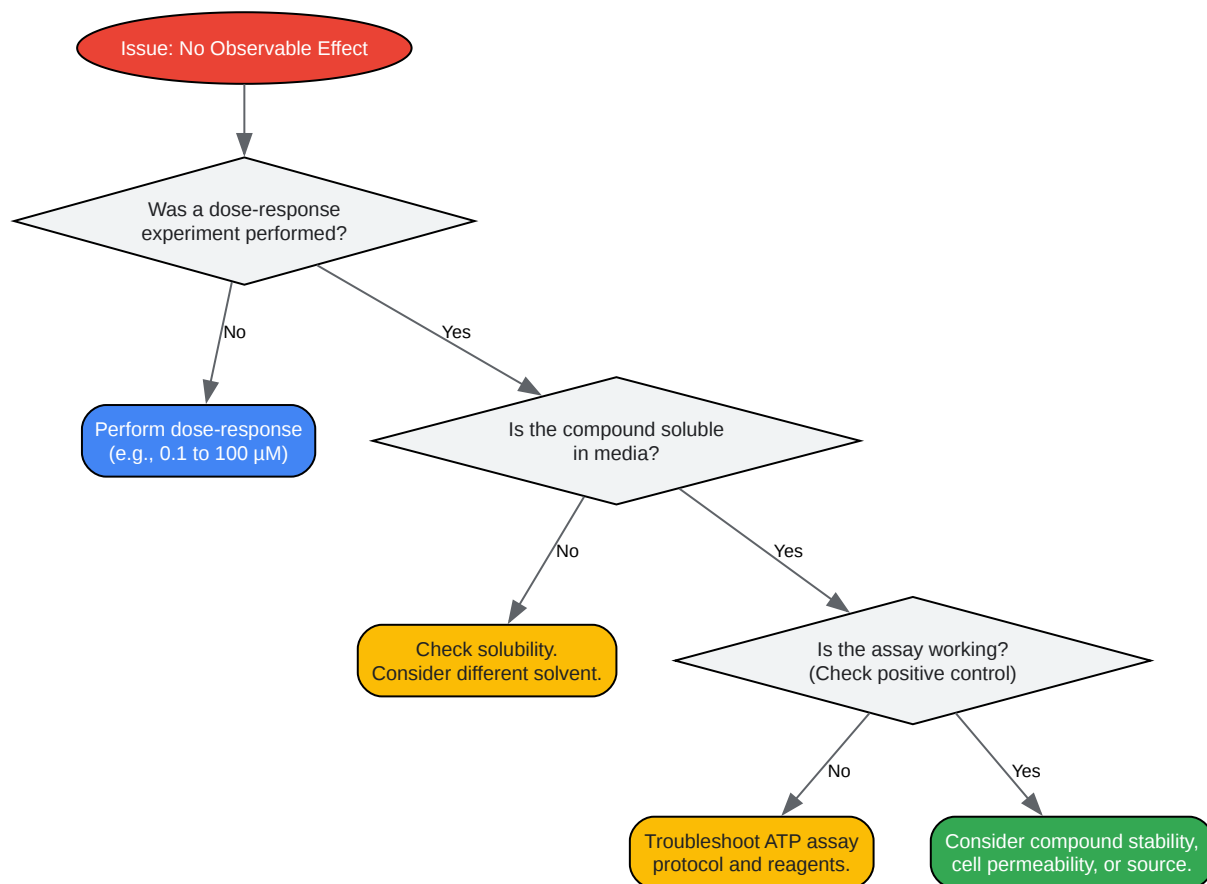 Issue: No Observable Effect
Was a dose-response
experiment performed?
No
Yes
Perform dose-response
(e.g., 0.1 to 100 µM)
Is the compound soluble
in media?
No
Yes
Check solubility.
Consider different solvent.
Is the assay working?
(Check positive control)
No
Yes
Troubleshoot ATP assay
protocol and reagents.
Consider compound stability,
cell permeability, or source.